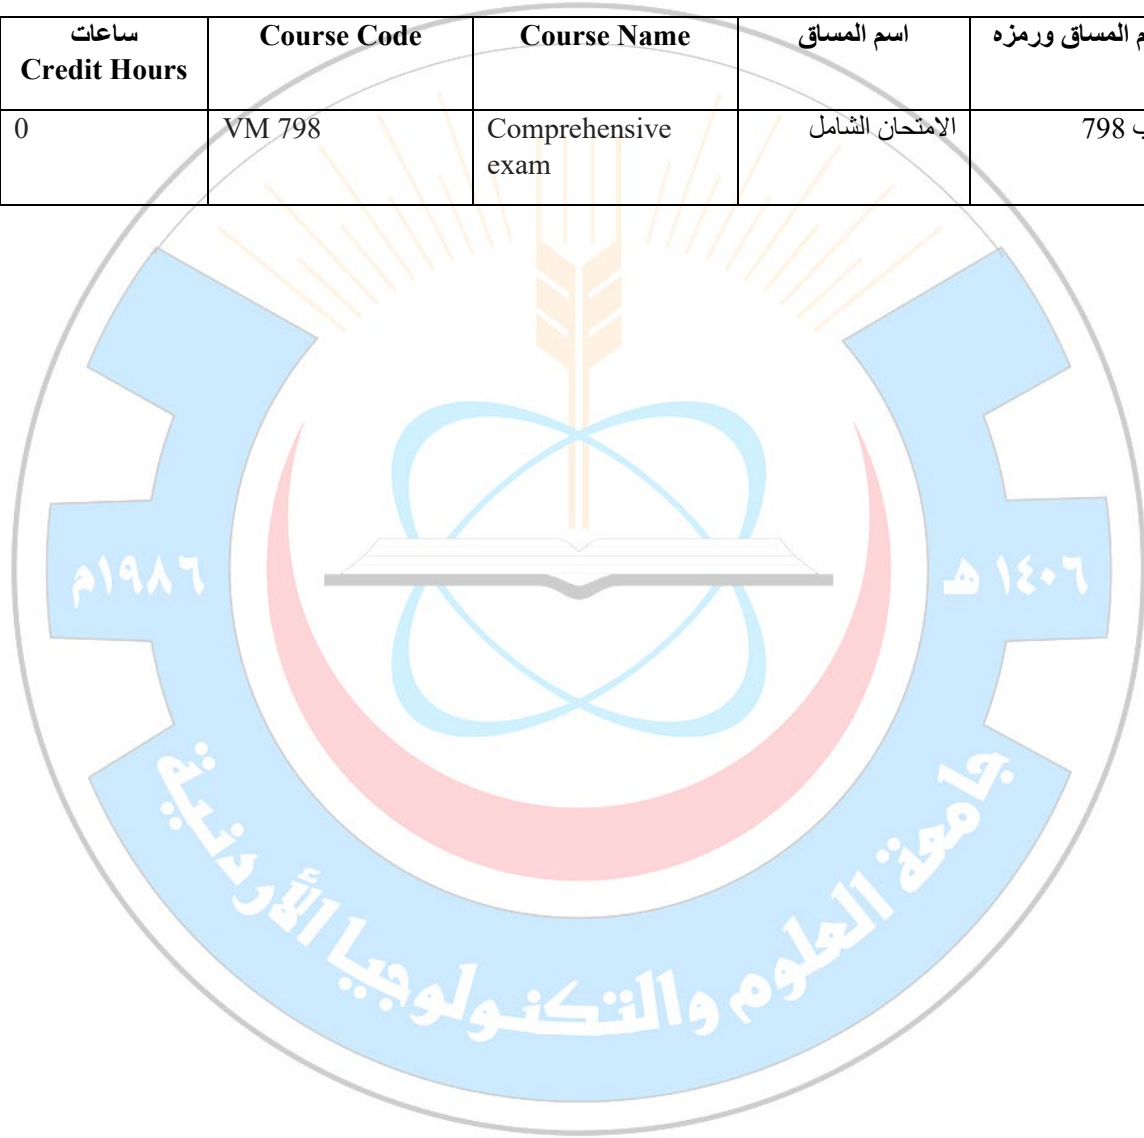 ساعات Course Code Course Name اسم المساق المساق ورمزه
Credit Hours
0 VM 798 Comprehensive الامتحان الشامل 798
exam
١٩٨٦م ١٤٠٦ هـ
جامعة العلوم والتكنولوجيا الأردنية